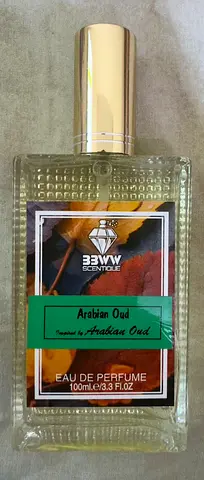 BBWW
SCENTIQUE
Arabian Oud
Inspired by Arabian Oud
EAU DE PERFUME
100ml.e/3.3 Fl.OZ